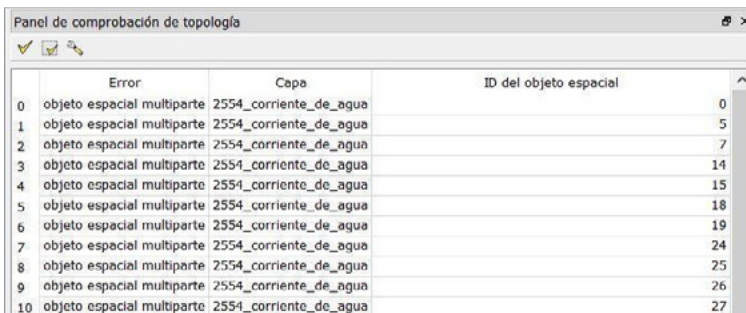 Panel de comprobación de topología
Error Capa ID del objeto espacial
0 objeto espacial multiparte 2554_corriente_de_agua 0
1 objeto espacial multiparte 2554_corriente_de_agua 5
2 objeto espacial multiparte 2554_corriente_de_agua 7
3 objeto espacial multiparte 2554_corriente_de_agua 14
4 objeto espacial multiparte 2554_corriente_de_agua 15
5 objeto espacial multiparte 2554_corriente_de_agua 18
6 objeto espacial multiparte 2554_corriente_de_agua 19
7 objeto espacial multiparte 2554_corriente_de_agua 24
8 objeto espacial multiparte 2554_corriente_de_agua 25
9 objeto espacial multiparte 2554_corriente_de_agua 26
10 objeto espacial multiparte 2554_corriente_de_agua 27